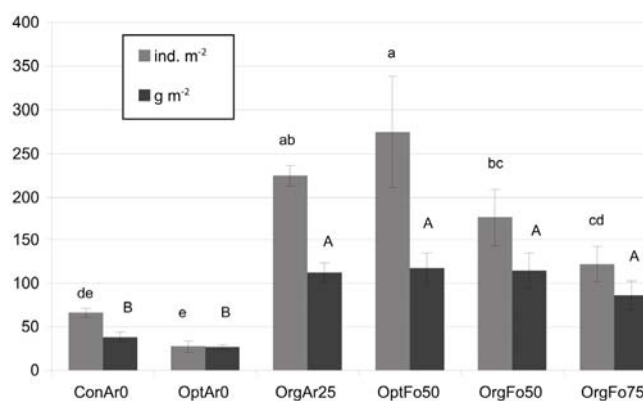 400
350
300
250
200
150
100
50
0
ind. m⁻²
g m⁻²
de
B
e
B
ab
A
a
A
bc
A
cd
A
ConAr0 OptAr0 OrgAr25 OptFo50 OrgFo50 OrgFo75